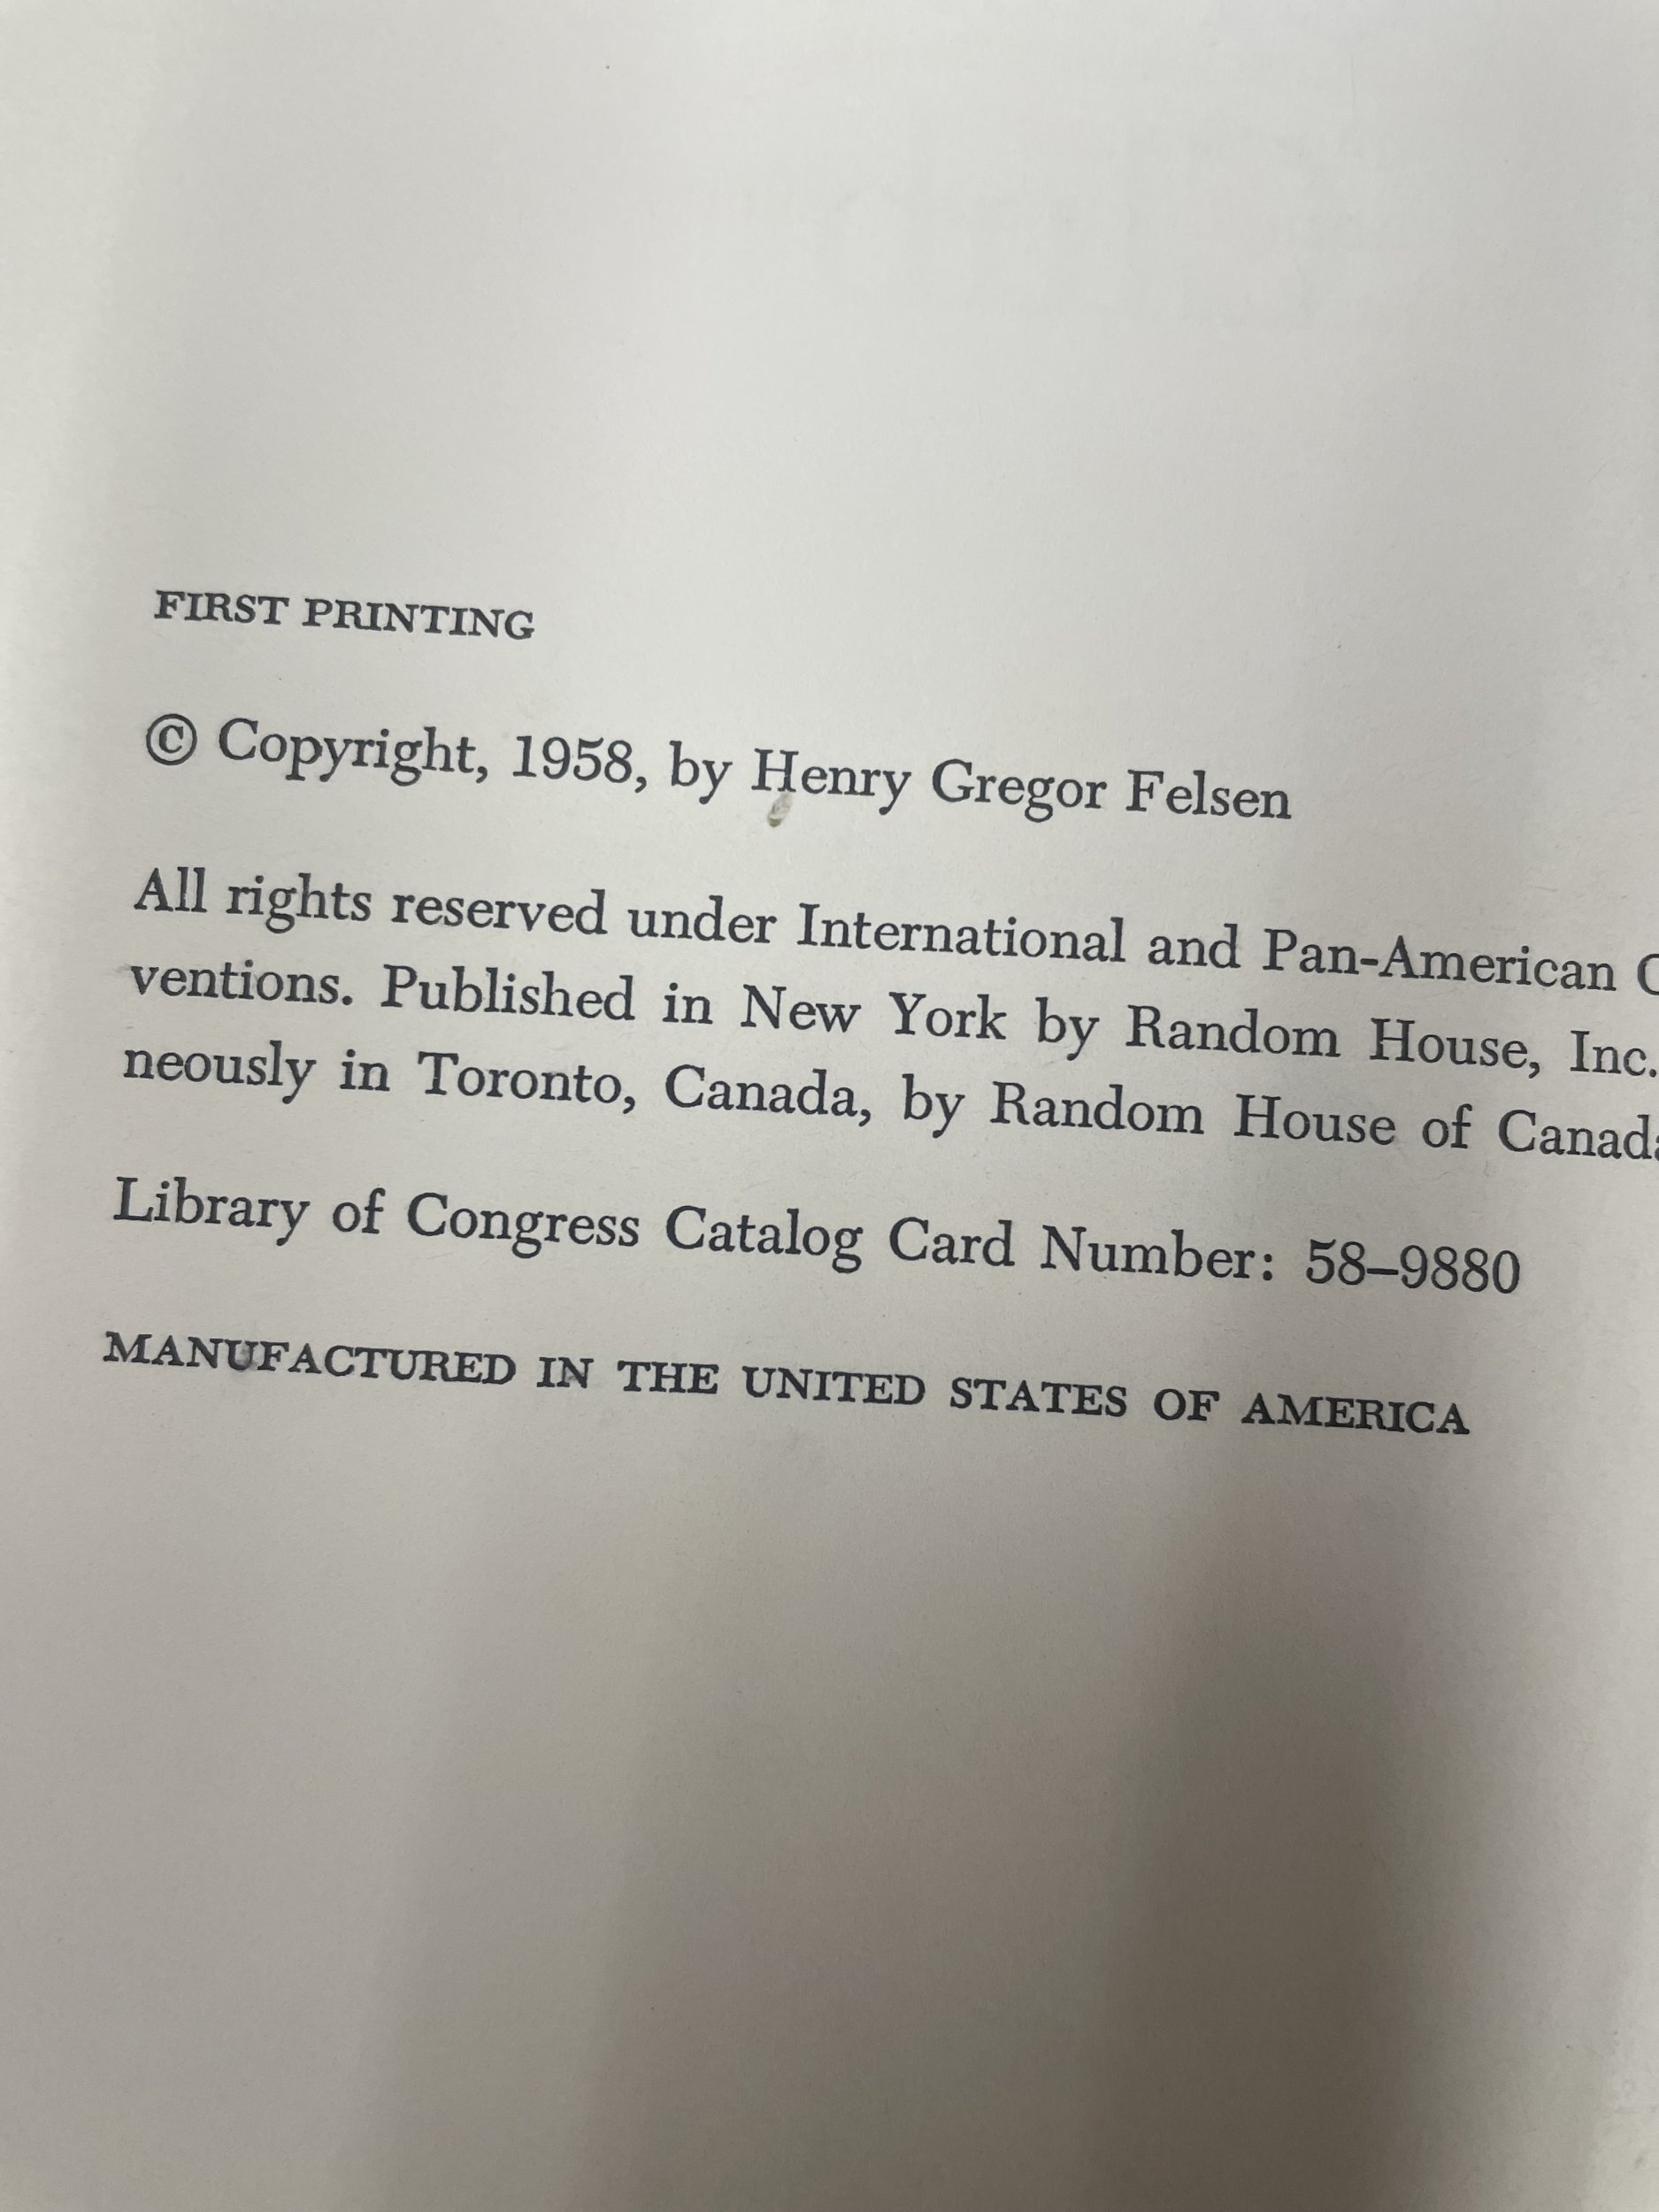 FIRST PRINTING
© Copyright, 1958, by Henry Gregor Felsen
All rights reserved under International and Pan-American
ventions. Published in New York by Random House, Inc.
neously in Toronto, Canada, by Random House of
Library of Congress Catalog Card Number: 58–9880
MANUFACTURED IN THE UNITED STATES OF AMERICA